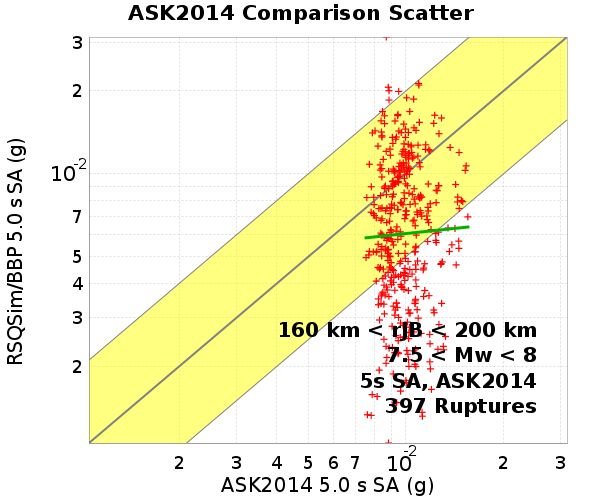 ASK2014 Comparison Scatter
RSQSim/BBP 5.0 s SA (g)
3
2
10-2
7
5
4
3
2
160 km < rJB < 200 km
7.5 < Mw < 8
5s SA, ASK2014
397 Ruptures
2 3 4 5 6 7 10-2 2 3
ASK2014 5.0 s SA (g)